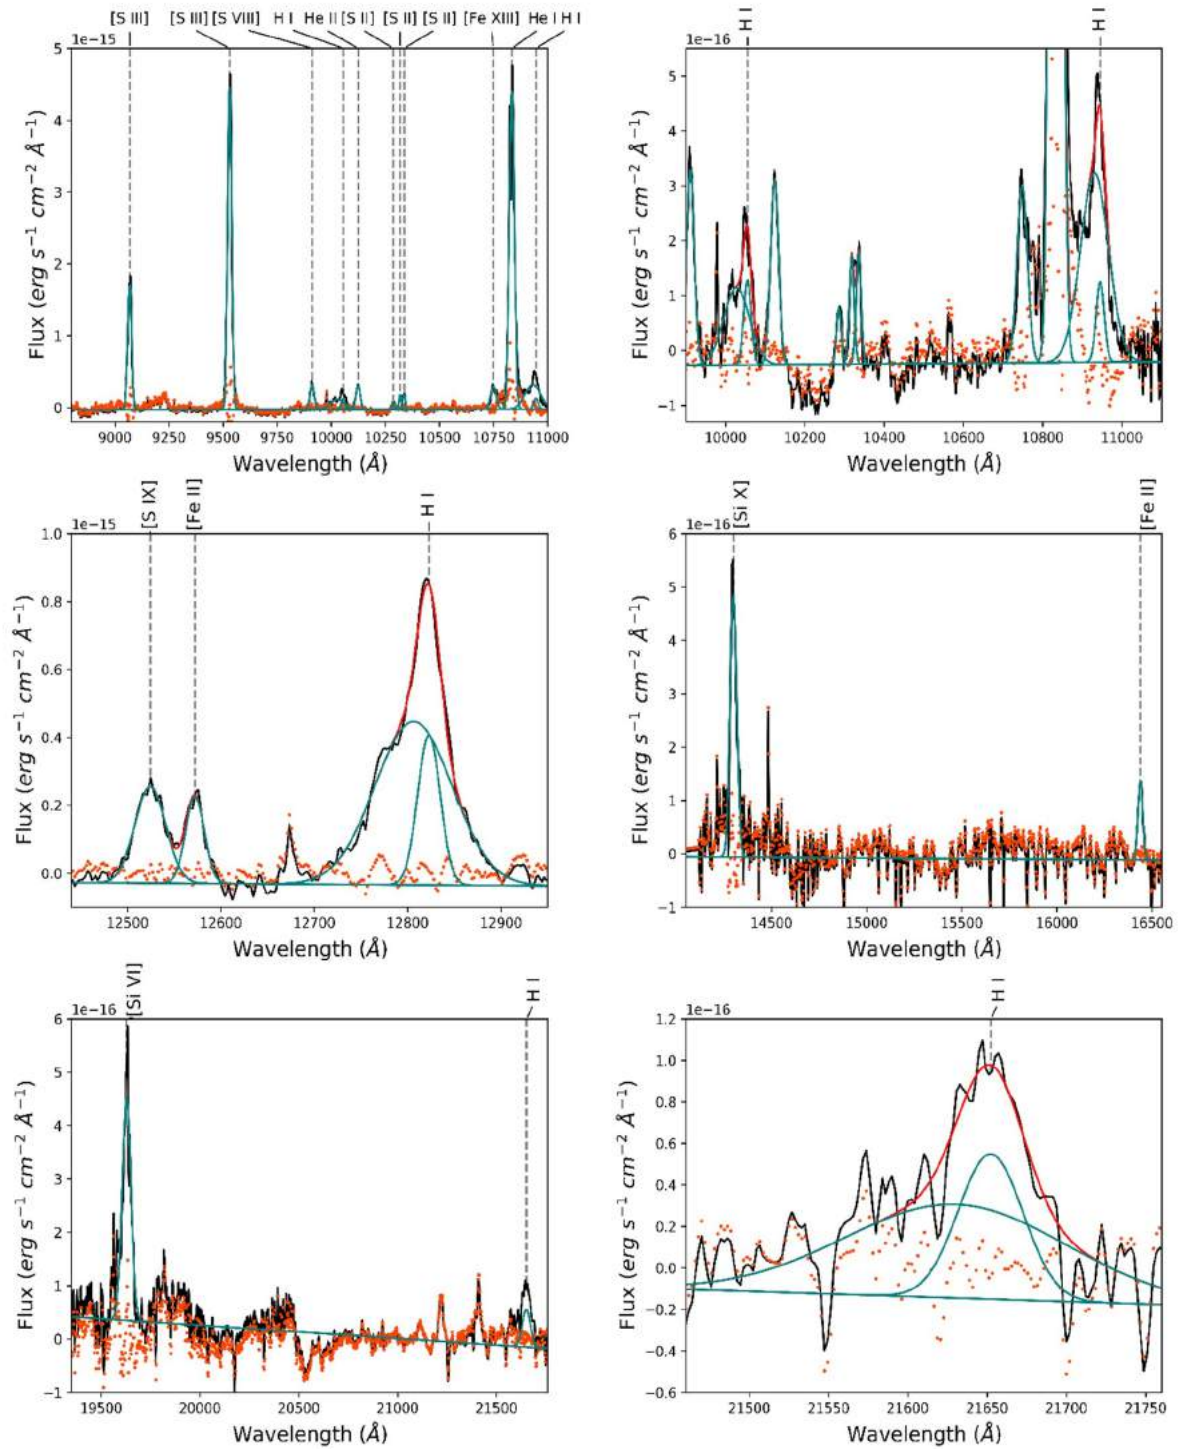 [S III] [S III] [S VIII] H I He II [S II] [S II] [S II] [Fe XIII] He I H I
1e−15
5
4
3
2
1
0
Flux (erg s⁻¹ cm⁻² Å⁻¹)
9000 9250 9500 9750 10000 10250 10500 10750 11000
Wavelength (Å)
H I H I
1e−16
5
4
3
2
1
0
−1
Flux (erg s⁻¹ cm⁻² Å⁻¹)
10000 10200 10400 10600 10800 11000
Wavelength (Å)
[S IX] [Fe II] H I
1e−15
1.0
0.8
0.6
0.4
0.2
0.0
Flux (erg s⁻¹ cm⁻² Å⁻¹)
12500 12600 12700 12800 12900
Wavelength (Å)
[Si X] [Fe II]
1e−16
6
5
4
3
2
1
0
−1
Flux (erg s⁻¹ cm⁻² Å⁻¹)
14500 15000 15500 16000 16500
Wavelength (Å)
[Si VI] H I
1e−16
6
5
4
3
2
1
0
−1
Flux (erg s⁻¹ cm⁻² Å⁻¹)
19500 20000 20500 21000 21500
Wavelength (Å)
H I
1e−16
1.2
1.0
0.8
0.6
0.4
0.2
0.0
−0.2
−0.4
−0.6
Flux (erg s⁻¹ cm⁻² Å⁻¹)
21500 21550 21600 21650 21700 21750
Wavelength (Å)